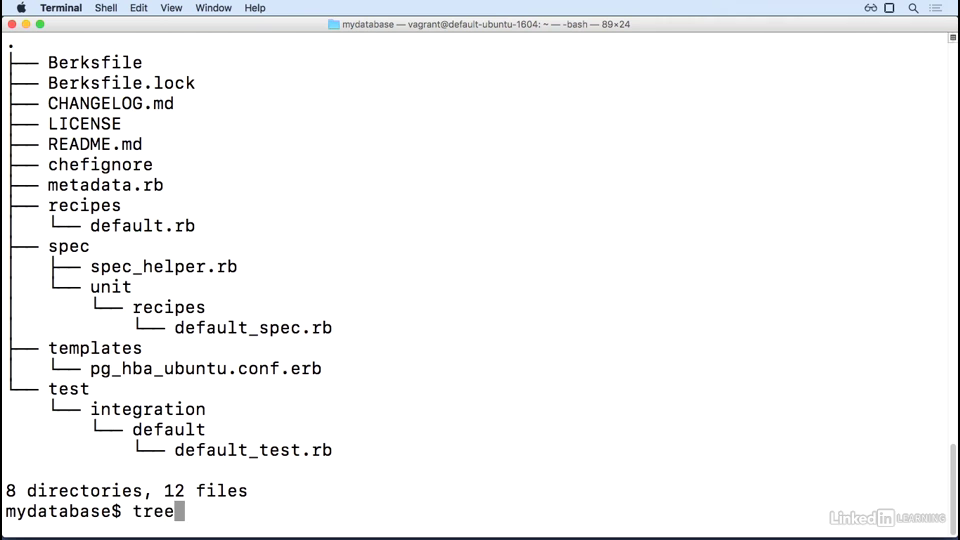 Terminal Shell Edit View Window Help
mydatabase — vagrant@default-ubuntu-1604: ~ — -bash — 89×24
.
├── Berksfile
├── Berksfile.lock
├── CHANGELOG.md
├── LICENSE
├── README.md
├── chefignore
├── metadata.rb
├── recipes
│   └── default.rb
├── spec
│   ├── spec_helper.rb
│   └── unit
│       └── recipes
│           └── default_spec.rb
├── templates
│   └── pg_hba_ubuntu.conf.erb
└── test
    └── integration
        └── default
            └── default_test.rb
8 directories, 12 files
mydatabase$ tree
LinkedIn LEARNING